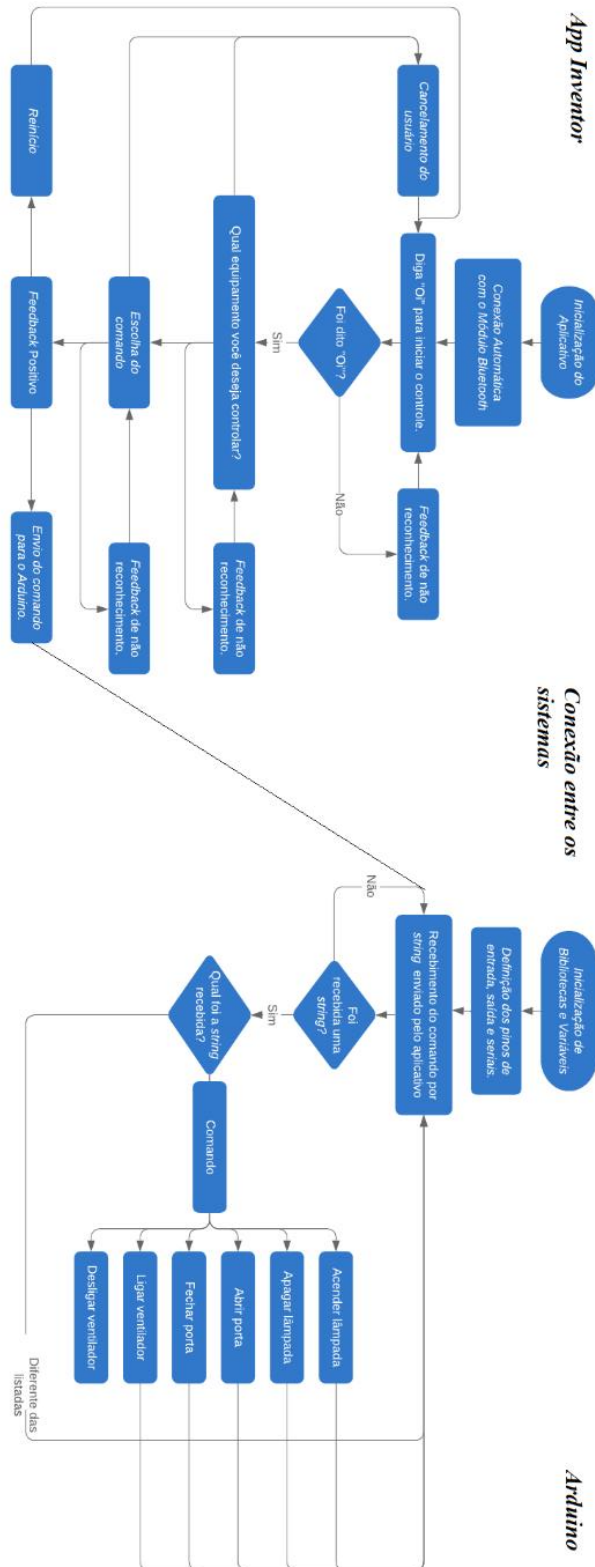 App Inventor
Conexão entre os
sistemas
Arduino
Inicialização do
Aplicativo
Conexão Automática
com o Módulo Bluetooth
Cancelamento do
usuário
Diga "Oi" para iniciar o controle.
Feedback de não
reconhecimento.
Foi dito "Oi"?
Não
Sim
Qual equipamento você deseja controlar?
Feedback de não
reconhecimento.
Escolha do
comando
Feedback de não
reconhecimento.
Reinício
Feedback Positivo
Envio do comando
para o Arduino.
Inicialização de
Bibliotecas e Variáveis
Definição dos pinos de
entrada, saída e seriais.
Recebimento do comando por
string enviado pelo aplicativo
Não
Foi
recebida uma
string?
Sim
Qual foi a string
recebida?
Comando
Acender lâmpada
Apagar lâmpada
Abrir porta
Fechar porta
Ligar ventilador
Desligar ventilador
Diferente das
listadas